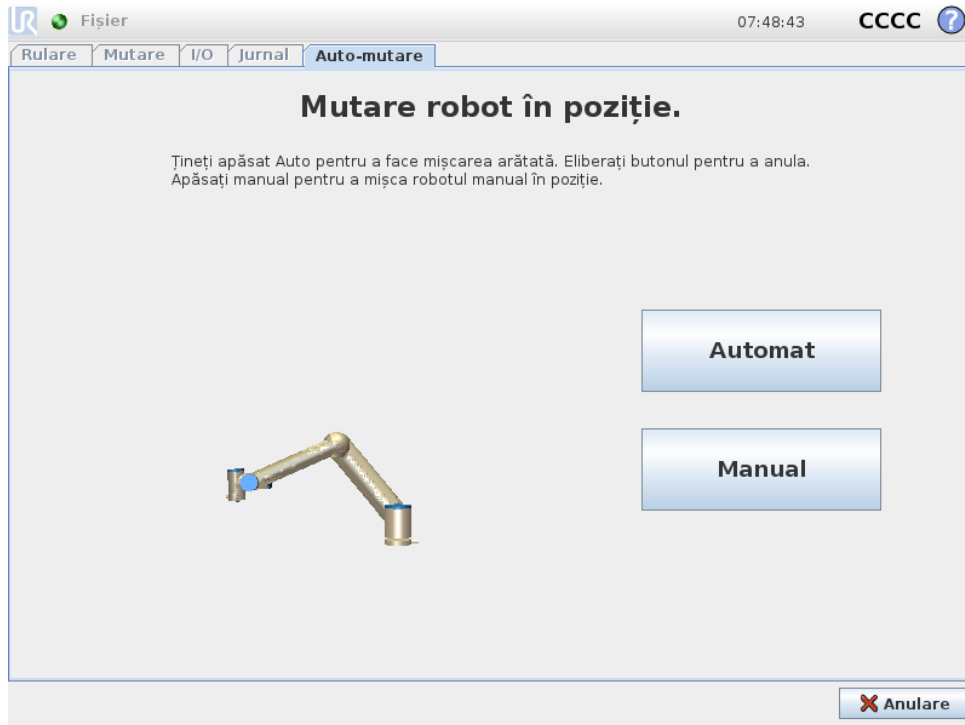 UR Fișier 07:48:43 CCCC ?
Rulare Mutare I/O Jurnal Auto-mutare
Mutare robot în poziție.
Țineți apăsat Auto pentru a face mișcarea arătată. Eliberați butonul pentru a anula.
Apăsați manual pentru a mișca robotul manual în poziție.
Automat
Manual
Anulare